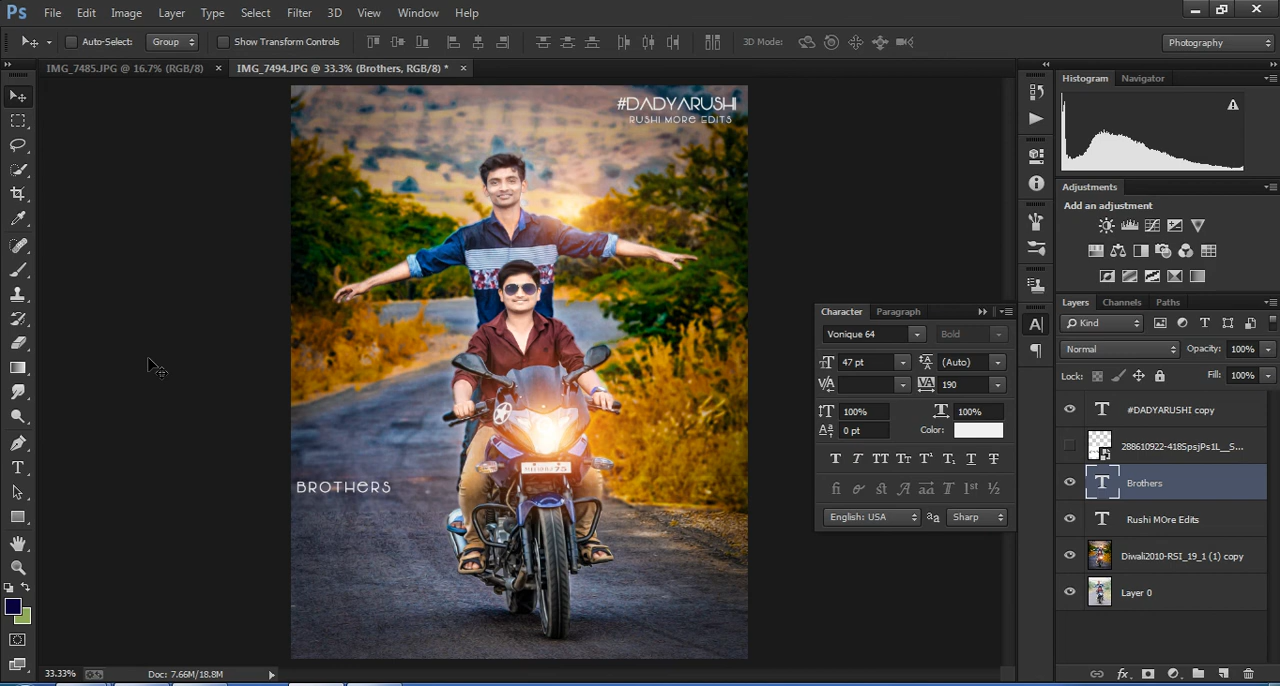 Ps File Edit Image Layer Type Select Filter 3D View Window Help
Auto-Select: Group Show Transform Controls 3D Mode: Photography
IMG_7485.JPG @ 16.7% (RGB/8) × IMG_7494.JPG @ 33.3% (Brothers, RGB/8) * ×
#DADYARUSHI
RUSHI MORE EDITS
BROTHERS
75
Histogram Navigator
Adjustments
Add an adjustment
Character Paragraph
Vonique 64 Bold
47 pt (Auto)
190
100% 100%
0 pt Color:
English: USA Sharp
Layers Channels Paths
Kind
Normal Opacity: 100%
Lock: Fill: 100%
#DADYARUSHI copy
288610922-418SpsjPs1L__S...
Brothers
Rushi MOre Edits
Diwali2010-RSI_19_1 (1) copy
Layer 0
33.33% Doc: 7.66M/18.8M